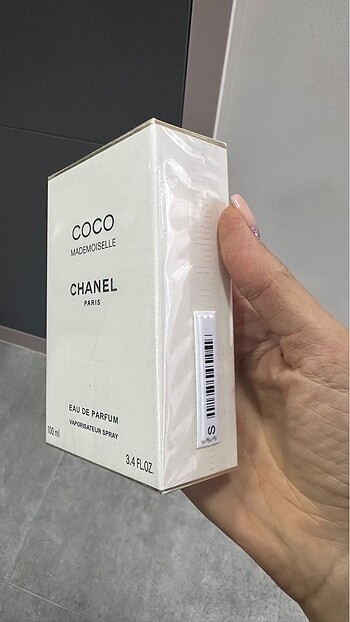 COCO
MADEMOISELLE
CHANEL
PARIS
EAU DE PARFUM
VAPORISATEUR SPRAY
100 ml
3.4 FL.OZ.
S